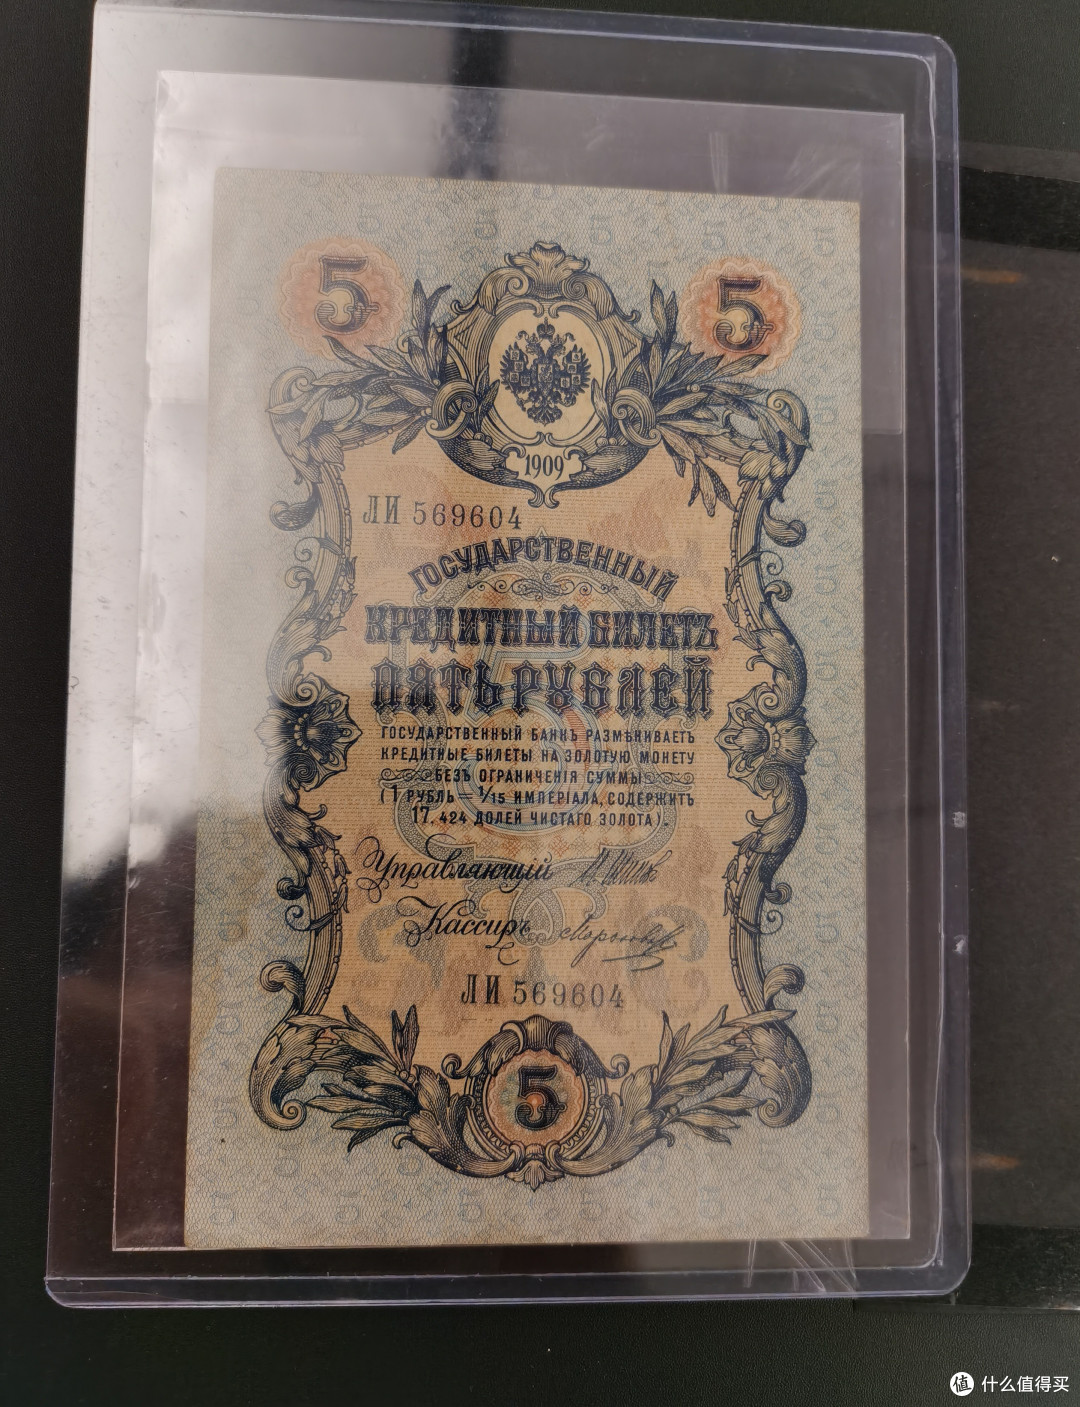 5 5
1909
ЛИ 569604
ГОСУДАРСТВЕННЫЙ
КРЕДИТНЫЙ БИЛЕТЪ
ПЯТЬ РУБЛЕЙ
ГОСУДАРСТВЕННЫЙ БАНКЪ РАЗМѢНИВАЕТЪ
КРЕДИТНЫЕ БИЛЕТЫ НА ЗОЛОТУЮ МОНЕТУ
БЕЗЪ ОГРАНИЧЕНІЯ СУММЫ
(1 РУБЛЬ = 1/15 ИМПЕРІАЛА, СОДЕРЖИТЪ
17,424 ДОЛЕЙ ЧИСТАГО ЗОЛОТА).
Управляющій
Кассиръ
ЛИ 569604
5
值 什么值得买